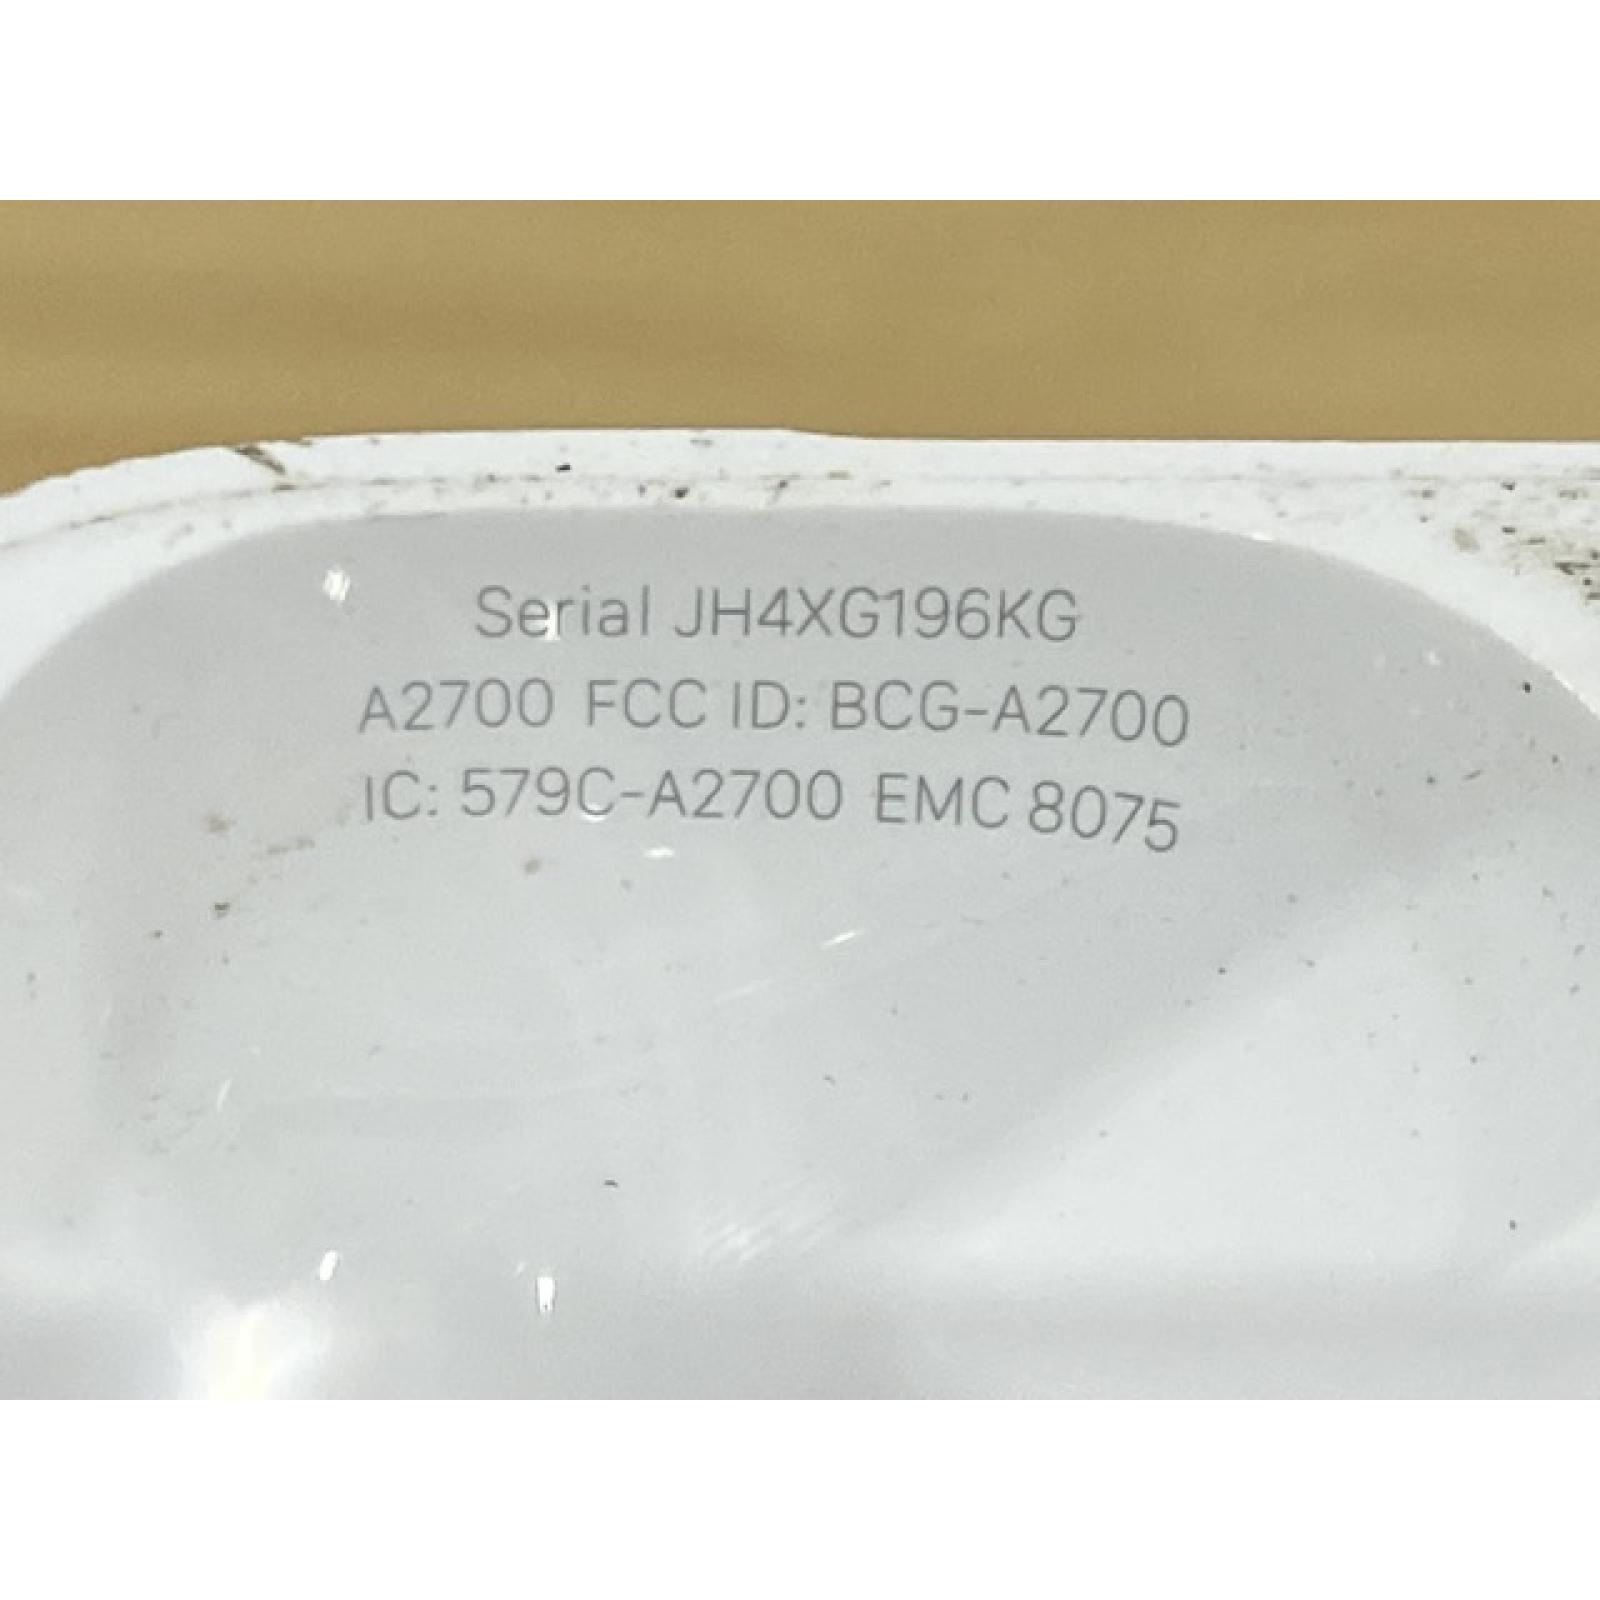 Serial JH4XG196KG
A2700 FCC ID: BCG-A2700
IC: 579C-A2700 EMC 8075